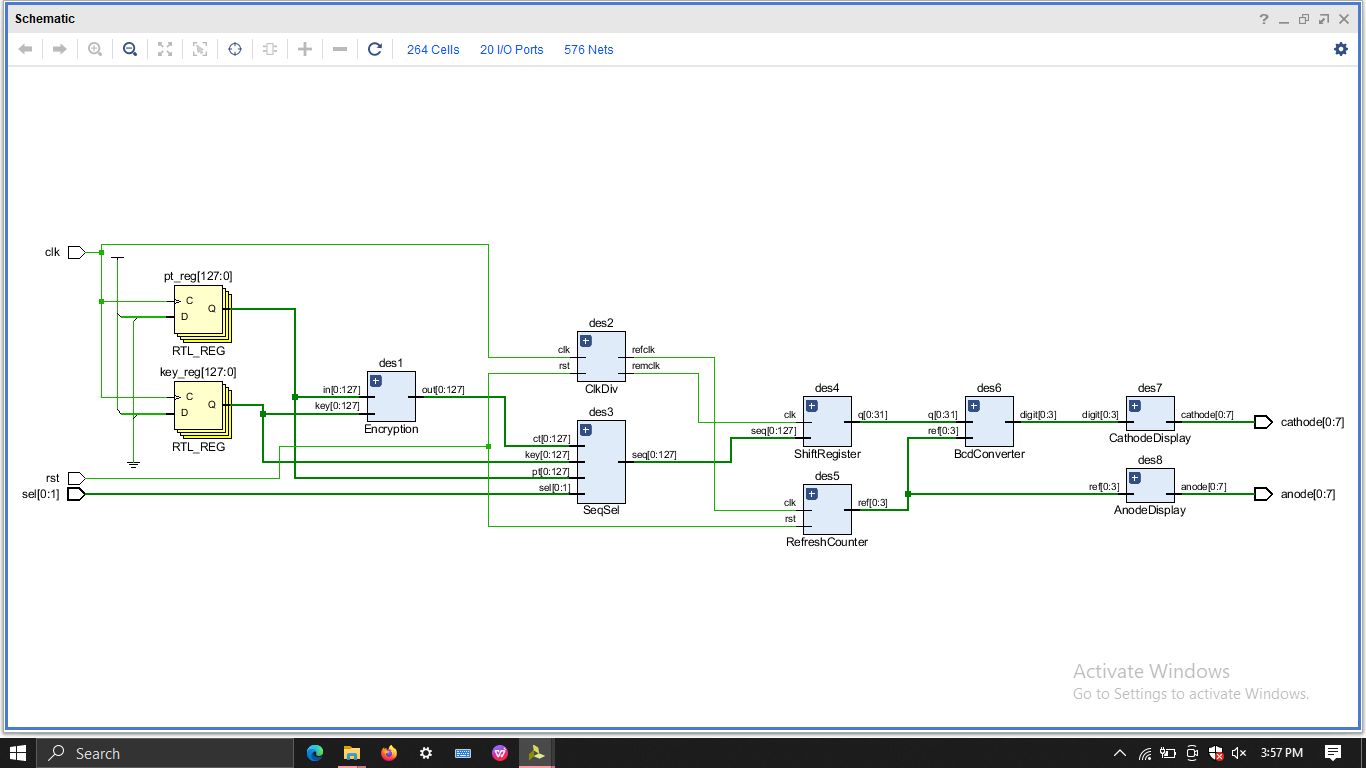 Schematic
264 Cells 20 I/O Ports 576 Nets
clk
pt_reg[127:0]
C
D
Q
RTL_REG
key_reg[127:0]
C
D
Q
RTL_REG
rst
sel[0:1]
des1
in[0:127]
key[0:127]
out[0:127]
Encryption
des2
clk
rst
refclk
remclk
ClkDiv
des3
ct[0:127]
key[0:127]
pt[0:127]
sel[0:1]
seq[0:127]
SeqSel
des4
clk
seq[0:127]
q[0:31]
ShiftRegister
des5
clk
rst
ref[0:3]
RefreshCounter
des6
q[0:31]
ref[0:3]
digit[0:3]
BcdConverter
des7
digit[0:3]
cathode[0:7]
CathodeDisplay
cathode[0:7]
des8
ref[0:3]
anode[0:7]
AnodeDisplay
anode[0:7]
Activate Windows
Go to Settings to activate Windows.
Search
3:57 PM